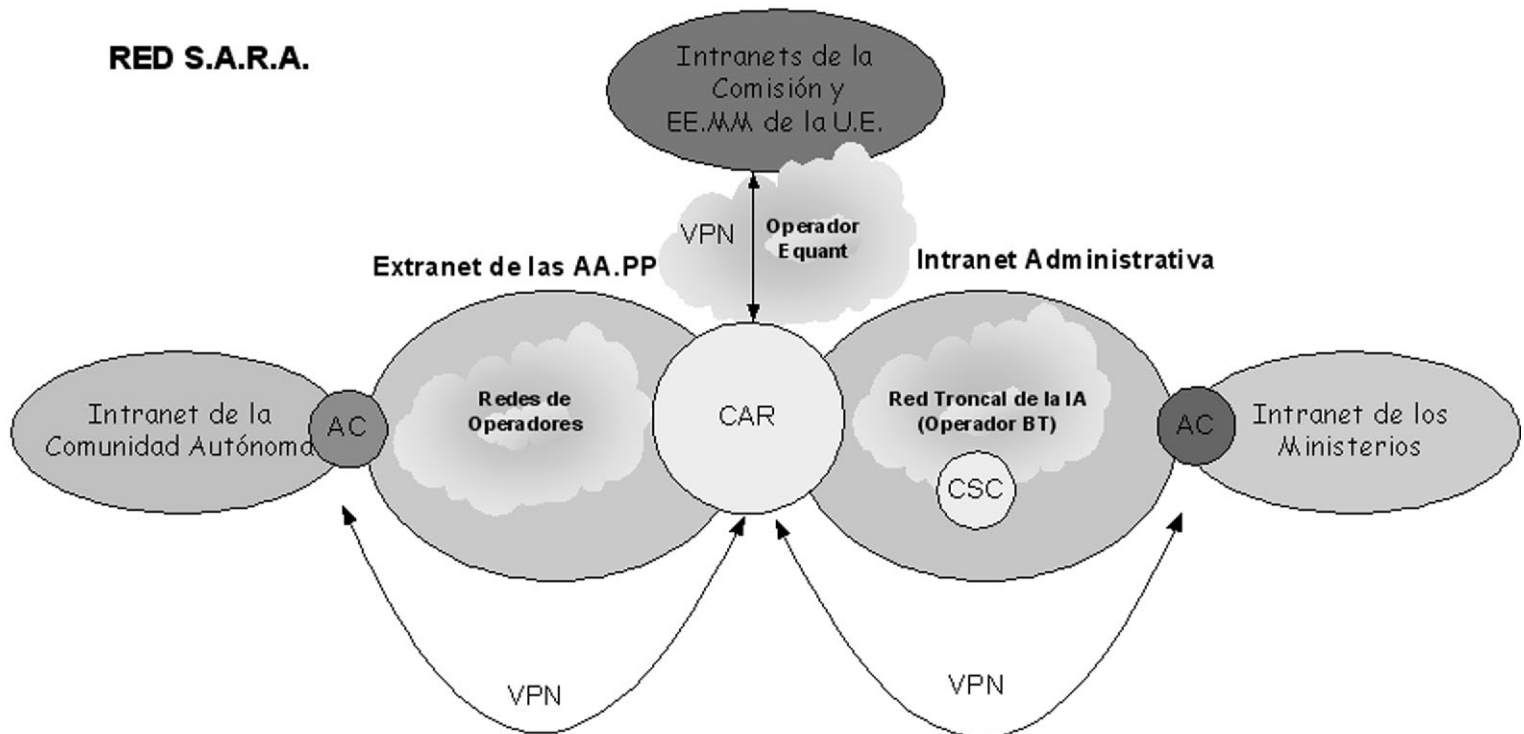 RED S.A.R.A.
Intranets de la
Comisión y
EE.MM de la U.E.
VPN
Operador
Equant
Extranet de las AA.PP
Intranet Administrativa
Intranet de la
Comunidad Autónoma
AC
Redes de
Operadores
CAR
Red Troncal de la IA
(Operador BT)
CSC
AC
Intranet de los
Ministerios
VPN
VPN